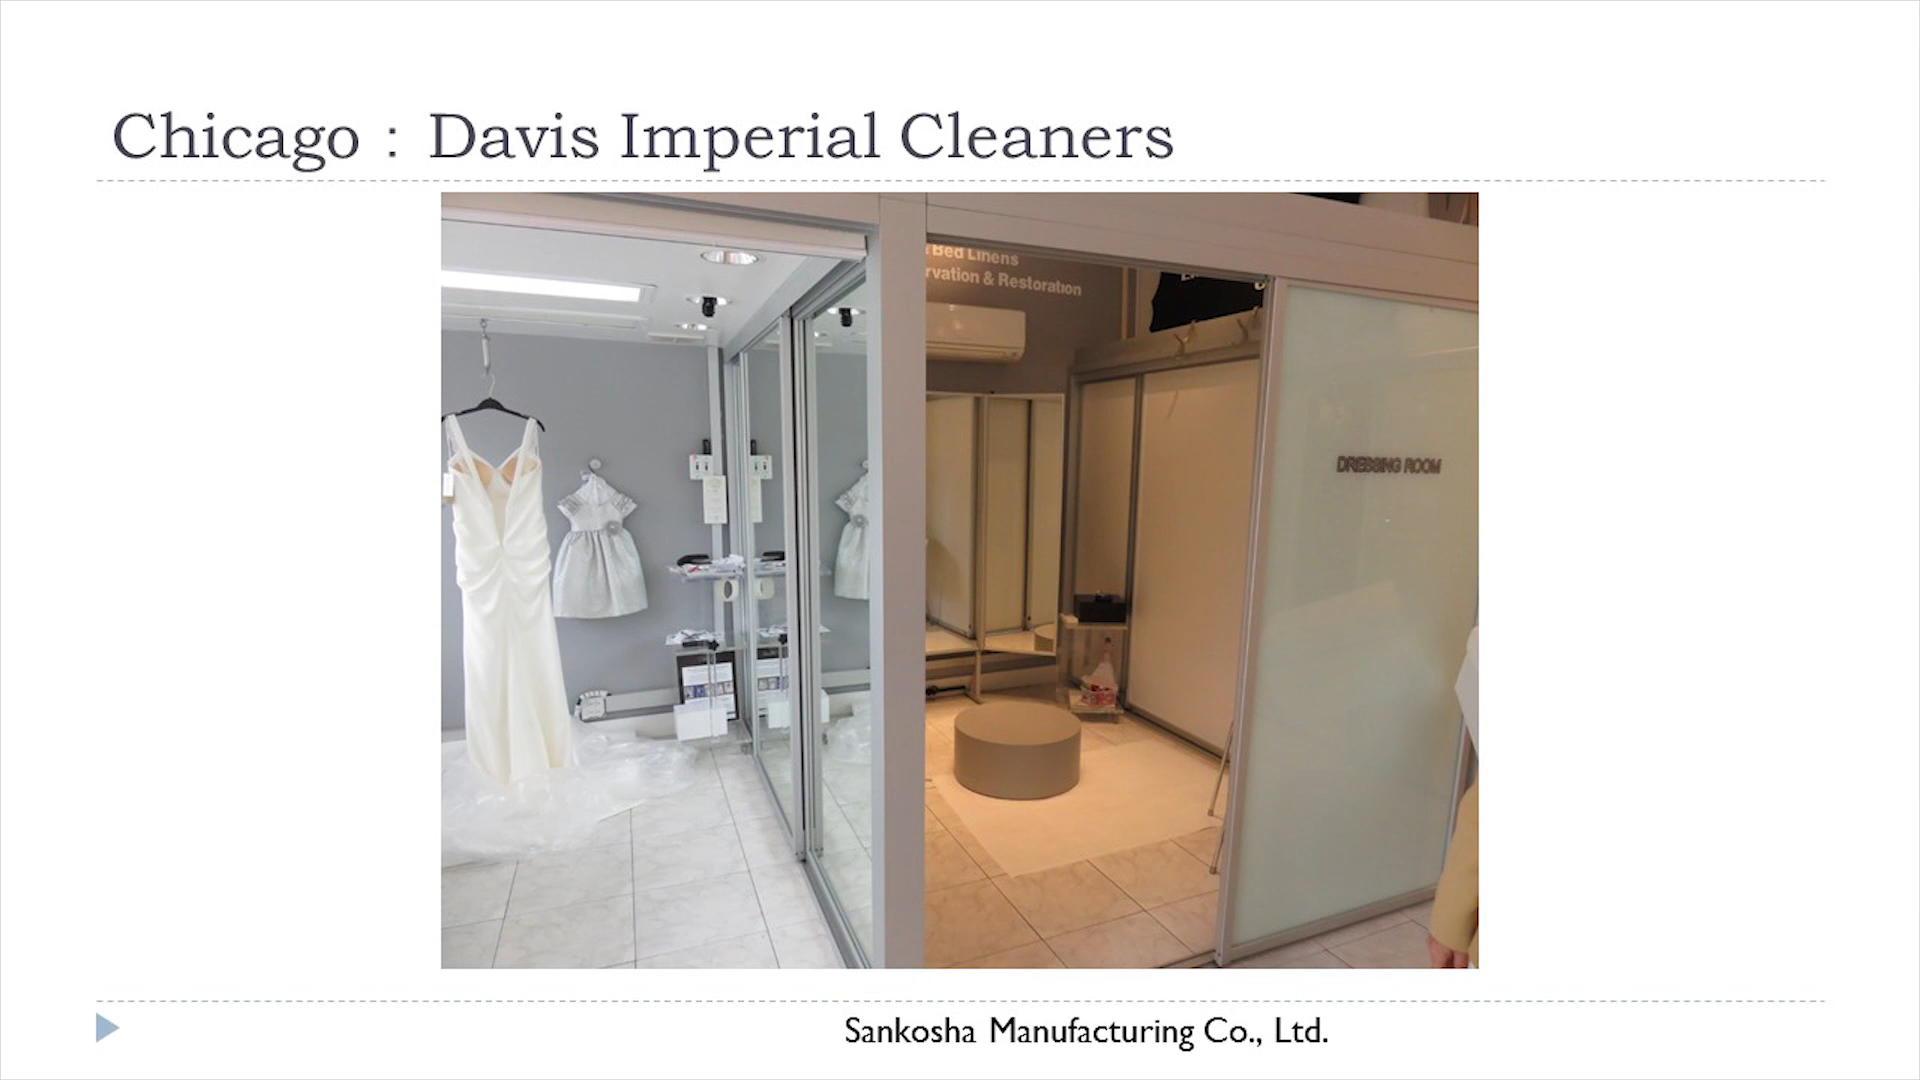 Chicago : Davis Imperial Cleaners
Bed Linens
rvation & Restoration
DRESSING ROOM
Sankosha Manufacturing Co., Ltd.